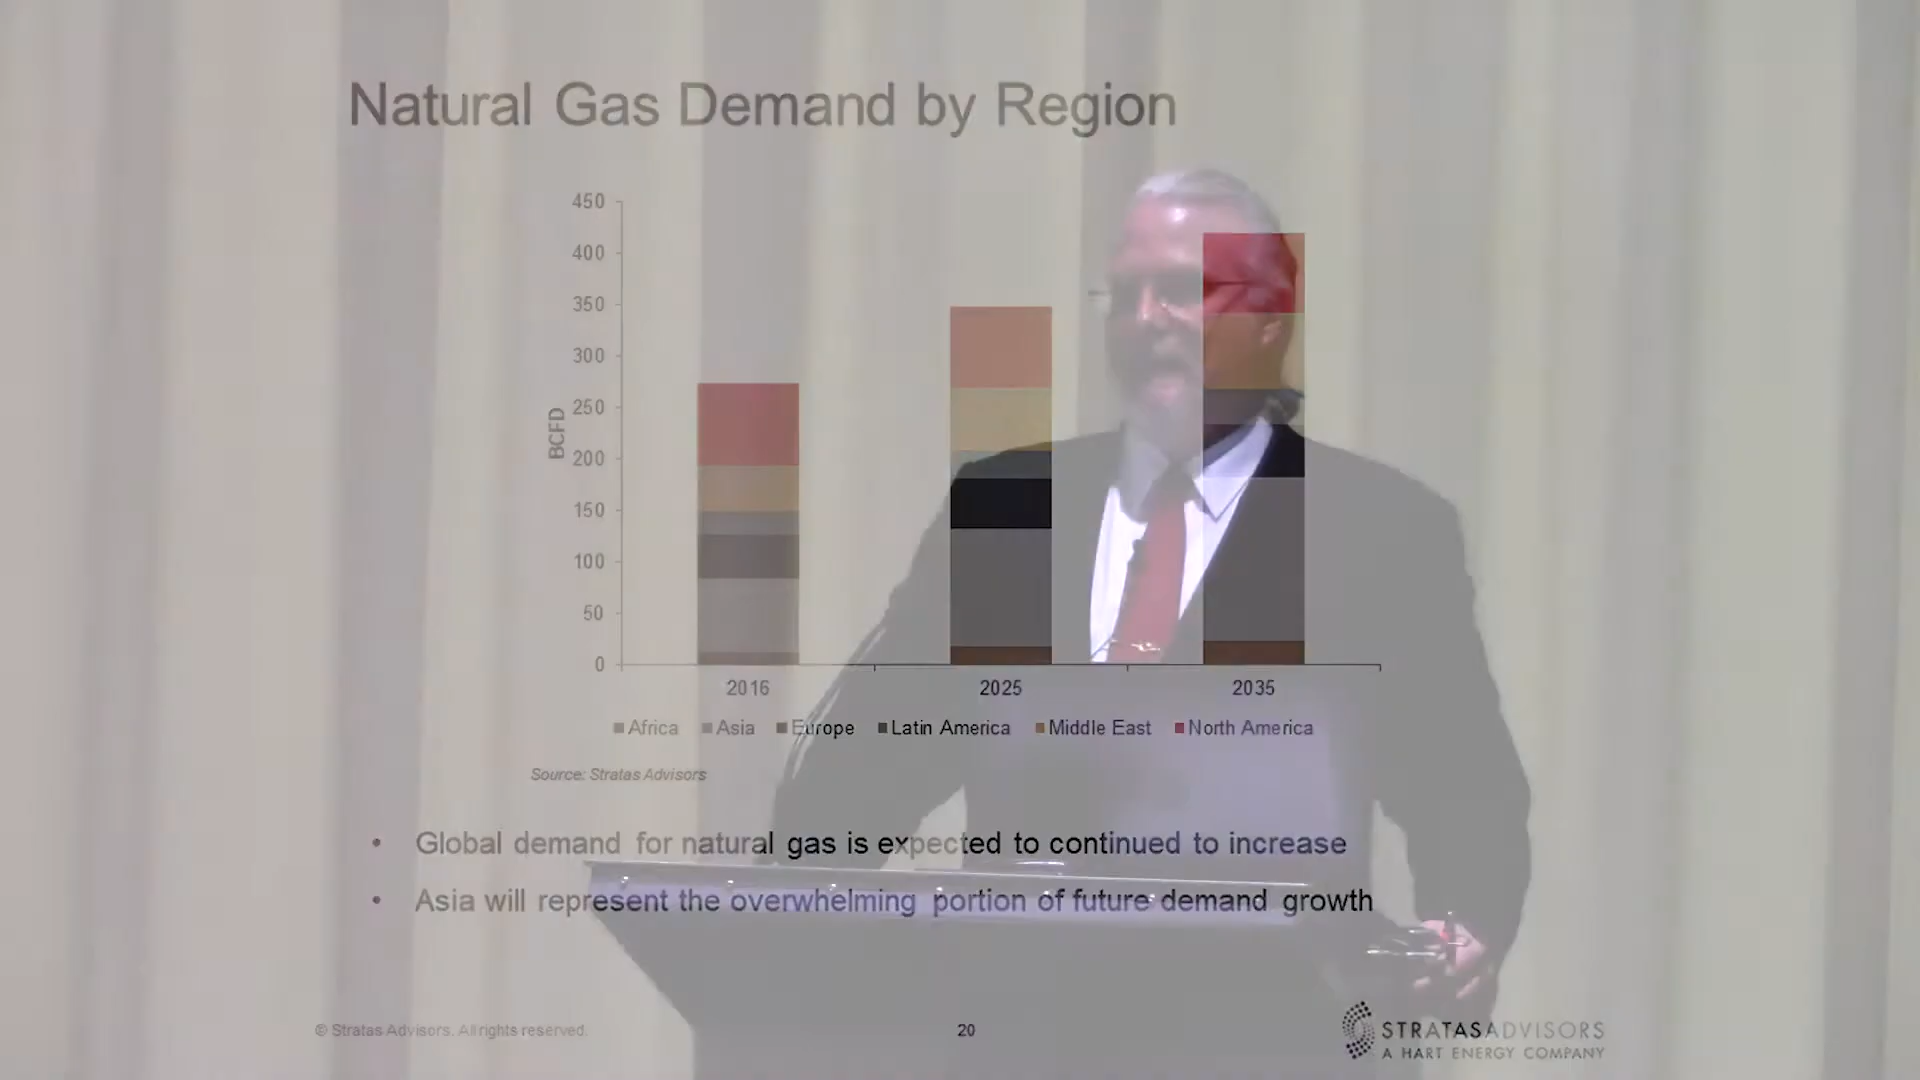 Natural Gas Demand by Region
450
400
350
300
250
200
150
100
50
0
BCFD
2016 2025 2035
Africa Asia Europe Latin America Middle East North America
Source: Stratas Advisors
• Global demand for natural gas is expected to continued to increase
• Asia will represent the overwhelming portion of future demand growth
© Stratas Advisors. All rights reserved.
20
STRATASADVISORS
A HART ENERGY COMPANY